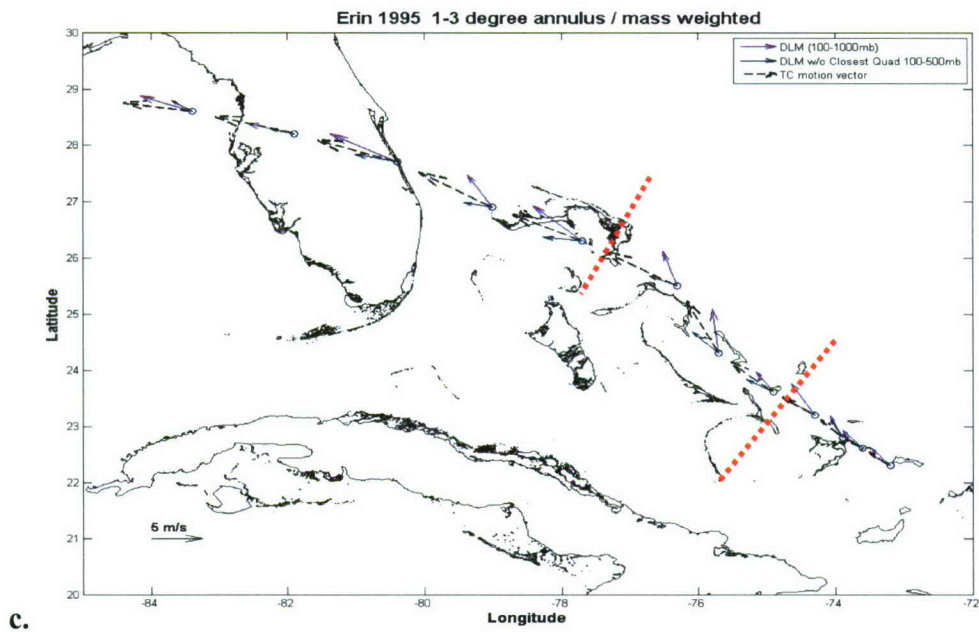 Erin 1995 1-3 degree annulus / mass weighted
DLM (100-1000mb)
DLM w/o Closest Quad 100-500mb
TC motion vector
30
29
28
27
26
25
24
23
22
21
20
Latitude
5 m/s
-84
-82
-80
-78
-76
-74
-72
Longitude
c.